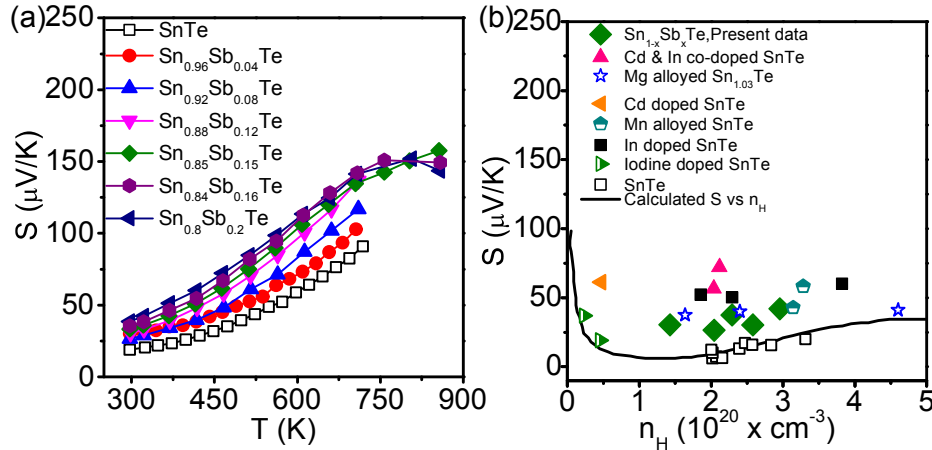 (a)
SnTe
Sn0.96Sb0.04Te
Sn0.92Sb0.08Te
Sn0.88Sb0.12Te
Sn0.85Sb0.15Te
Sn0.84Sb0.16Te
Sn0.8Sb0.2Te
250
200
150
100
50
0
S (μV/K)
300 450 600 750 900
T (K)
(b)
Sn1-xSbxTe,Present data
Cd & In co-doped SnTe
Mg alloyed Sn1.03Te
Cd doped SnTe
Mn alloyed SnTe
In doped SnTe
Iodine doped SnTe
SnTe
Calculated S vs nH
250
200
150
100
50
0
S (μV/K)
0 1 2 3 4 5
nH (10^20 x cm^-3)